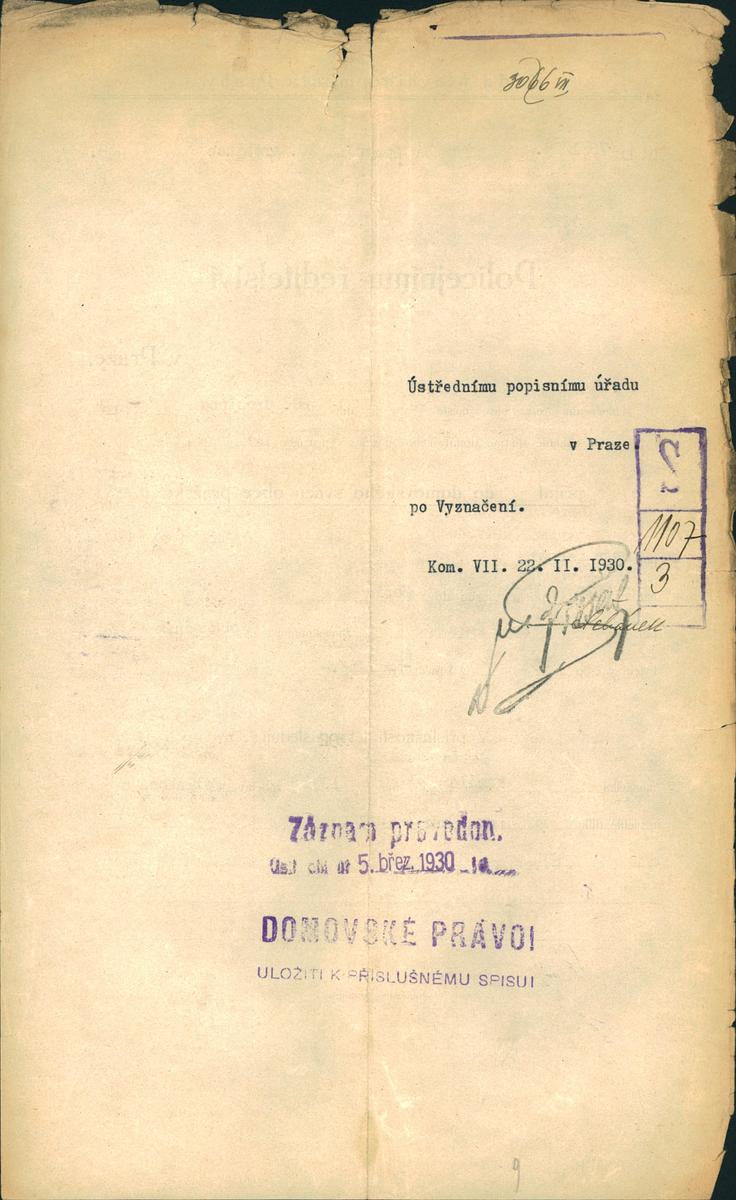 Ústřednímu popisnímu úřadu
v Praze.
po Vyznačení.
1107
Kom. VII. 22. II. 1930.
3
Záznam proveden.
5. břez. 1930
DOMOVSKÉ PRÁVO!
ULOŽITI K PŘÍSLUŠNÉMU SPISU!
9